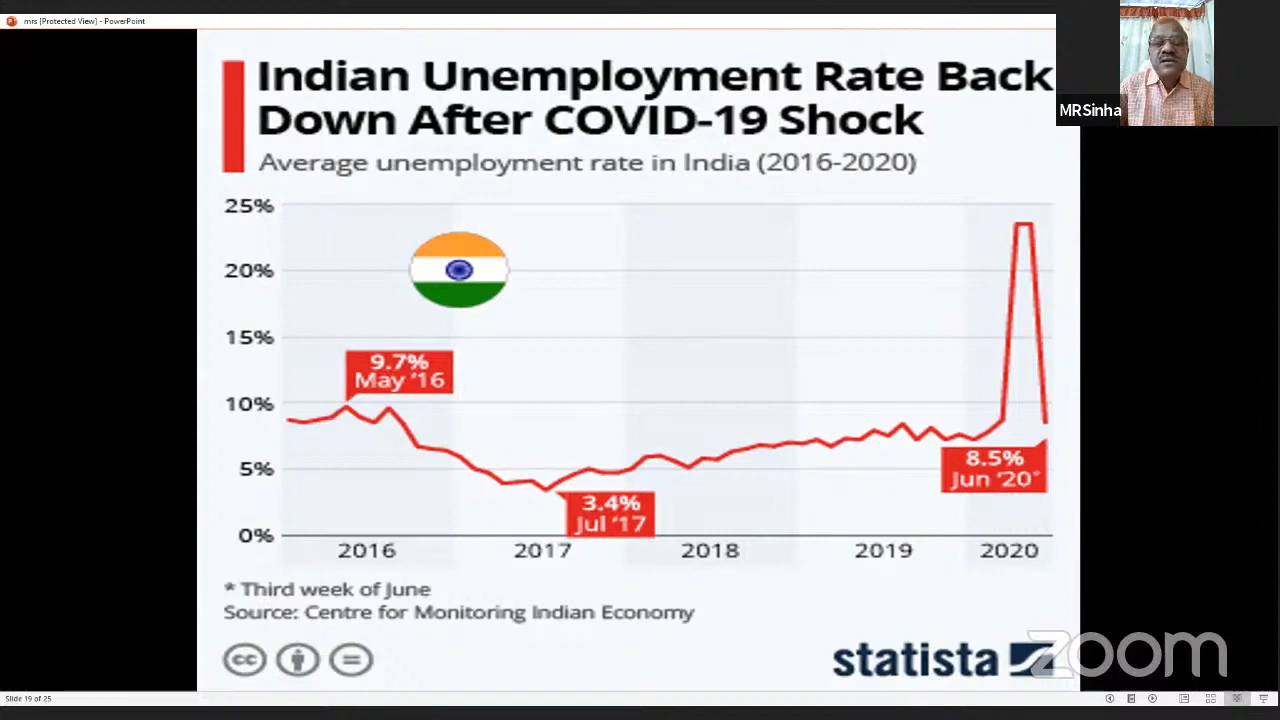 mrs [Protected View] - PowerPoint
MRSinha
Indian Unemployment Rate Back
Down After COVID-19 Shock
Average unemployment rate in India (2016-2020)
25%
20%
15%
10%
5%
0%
9.7%
May '16
3.4%
Jul '17
8.5%
Jun '20*
2016 2017 2018 2019 2020
* Third week of June
Source: Centre for Monitoring Indian Economy
cc
statista
zoom
Slide 19 of 25